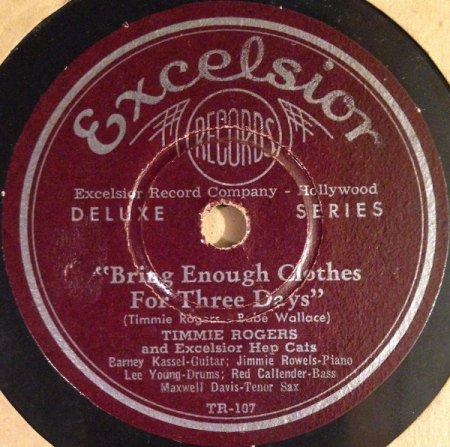 Excelsior
RECORDS
Excelsior Record Company - Hollywood
DELUXE SERIES
"Bring Enough Clothes
For Three Days"
(Timmie Rogers - Babe Wallace)
TIMMIE ROGERS
and Excelsior Hep Cats
Barney Kassel-Guitar; Jimmie Rowels-Piano
Lee Young-Drums; Red Callender-Bass
Maxwell Davis-Tenor Sax
TR-107